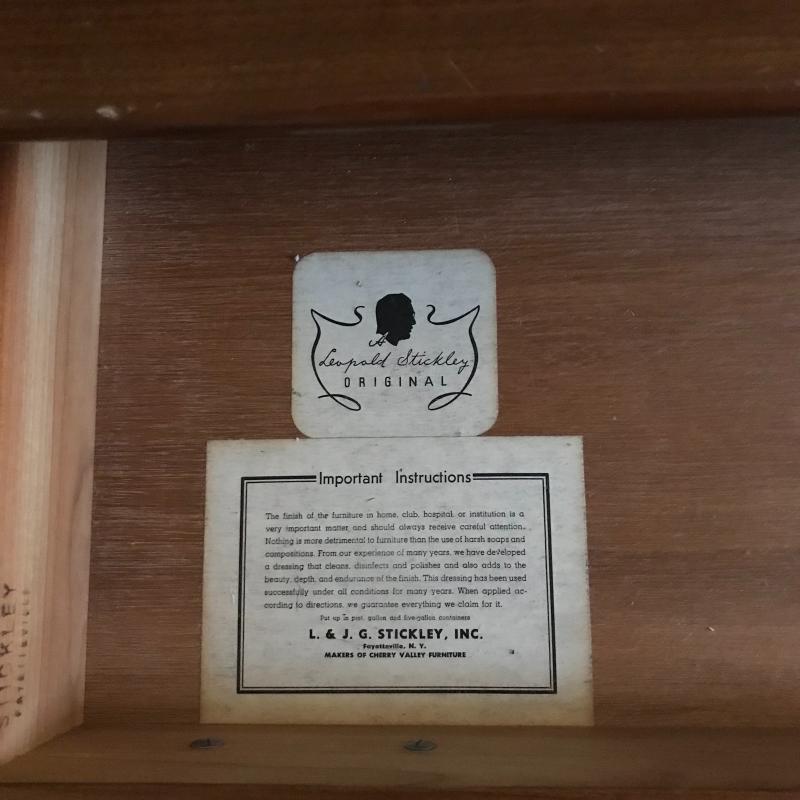 A
Leopold Stickley
ORIGINAL
Important Instructions
The finish of the furniture in home, club, hospital, or institution is a
very important matter and should always receive careful attention.
Nothing is more detrimental to furniture than the use of harsh soaps and
compositions. From our experience of many years, we have developed
a dressing that cleans, disinfects and polishes and also adds to the
beauty, depth, and endurance of the finish. This dressing has been used
successfully under all conditions for many years. When applied ac-
cording to directions, we guarantee everything we claim for it.
Put up in pint, gallon and five-gallon containers
L. & J. G. STICKLEY, INC.
Fayetteville, N. Y.
MAKERS OF CHERRY VALLEY FURNITURE
STICKLEY
FAYETTEVILLE